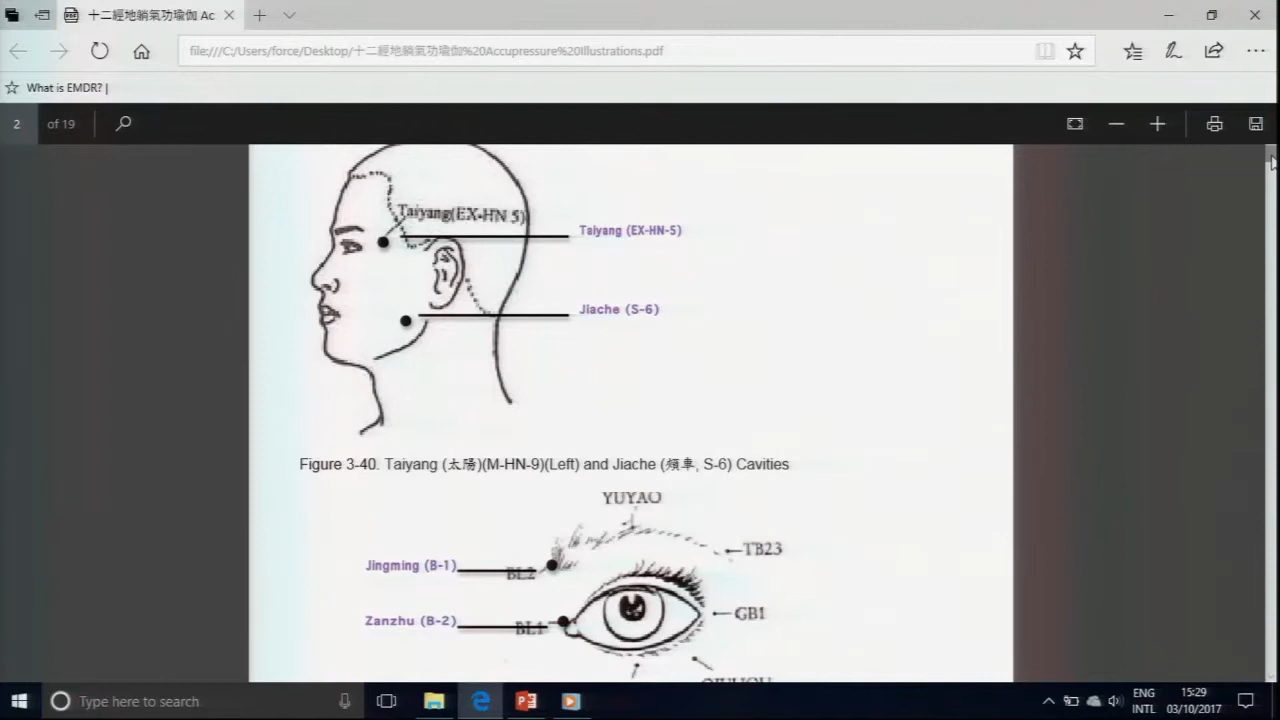 十二經地躺氣功瑜伽 Ac
file:///C:/Users/force/Desktop/十二經地躺氣功瑜伽%20Accupressure%20Illustrations.pdf
What is EMDR? |
2 of 19
Taiyang(EX-HN 5)
Taiyang (EX-HN-5)
Jiache (S-6)
Figure 3-40. Taiyang (太陽)(M-HN-9)(Left) and Jiache (頰車, S-6) Cavities
YUYAO
TB23
Jingming (B-1)
BL2
GB1
Zanzhu (B-2)
BL1
Type here to search
ENG
INTL
15:29
03/10/2017